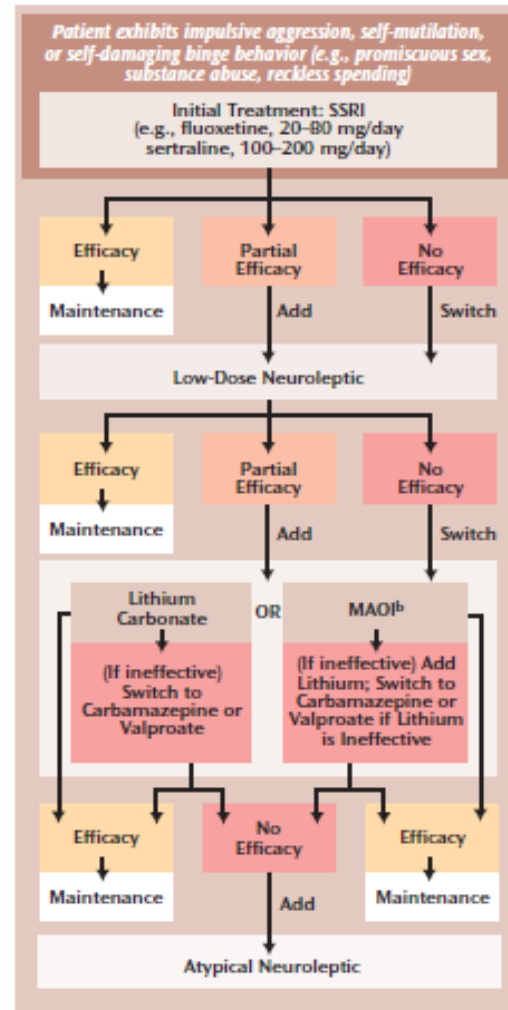 Patient exhibits impulsive aggression, self-mutilation,
or self-damaging binge behavior (e.g., promiscuous sex,
substance abuse, reckless spending)
Initial Treatment: SSRI
(e.g., fluoxetine, 20–80 mg/day
sertraline, 100–200 mg/day)
Efficacy
Maintenance
Partial
Efficacy
No
Efficacy
Add
Switch
Low-Dose Neuroleptic
Efficacy
Maintenance
Partial
Efficacy
No
Efficacy
Add
Switch
Lithium
Carbonate
(If ineffective)
Switch to
Carbamazepine or
Valproate
OR
MAOIb
(If ineffective) Add
Lithium; Switch to
Carbamazepine or
Valproate if Lithium
is Ineffective
Efficacy
Maintenance
No
Efficacy
Efficacy
Maintenance
Add
Atypical Neuroleptic